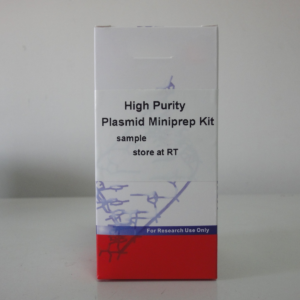 High Purity
Plasmid Miniprep Kit
sample
store at RT
For Research Use Only